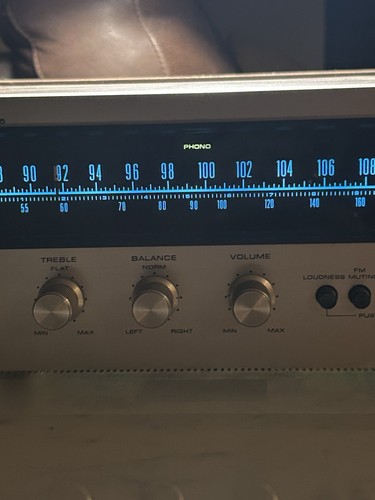 PHONO
90 92 94 96 98 100 102 104 106 108
55 60 70 80 90 100 120 140 160
TREBLE BALANCE VOLUME
FLAT NORM
LOUDNESS FM MUTING
MIN MAX LEFT RIGHT MIN MAX